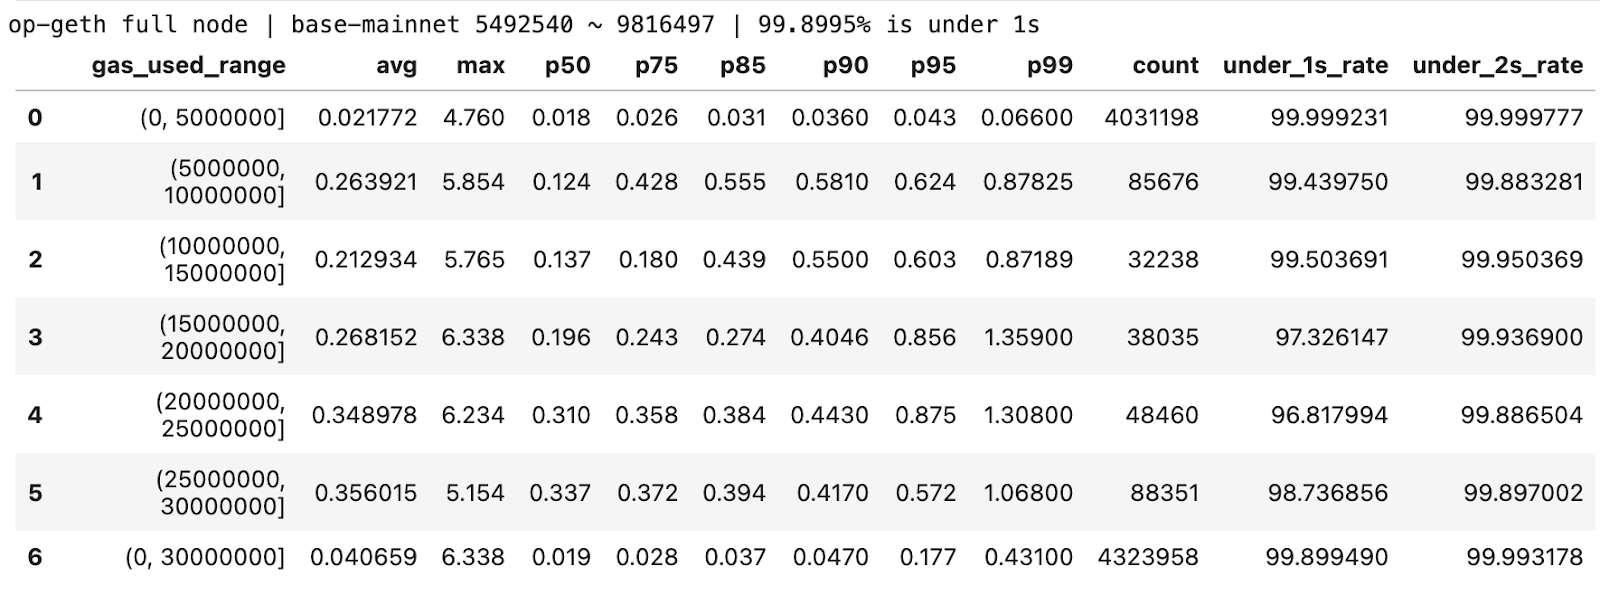 op-geth full node | base-mainnet 5492540 ~ 9816497 | 99.8995% is under 1s
gas_used_range avg max p50 p75 p85 p90 p95 p99 count under_1s_rate under_2s_rate
0 (0, 5000000] 0.021772 4.760 0.018 0.026 0.031 0.0360 0.043 0.06600 4031198 99.999231 99.999777
(5000000,
1 10000000] 0.263921 5.854 0.124 0.428 0.555 0.5810 0.624 0.87825 85676 99.439750 99.883281
(10000000,
2 15000000] 0.212934 5.765 0.137 0.180 0.439 0.5500 0.603 0.87189 32238 99.503691 99.950369
(15000000,
3 20000000] 0.268152 6.338 0.196 0.243 0.274 0.4046 0.856 1.35900 38035 97.326147 99.936900
(20000000,
4 25000000] 0.348978 6.234 0.310 0.358 0.384 0.4430 0.875 1.30800 48460 96.817994 99.886504
(25000000,
5 30000000] 0.356015 5.154 0.337 0.372 0.394 0.4170 0.572 1.06800 88351 98.736856 99.897002
6 (0, 30000000] 0.040659 6.338 0.019 0.028 0.037 0.0470 0.177 0.43100 4323958 99.899490 99.993178